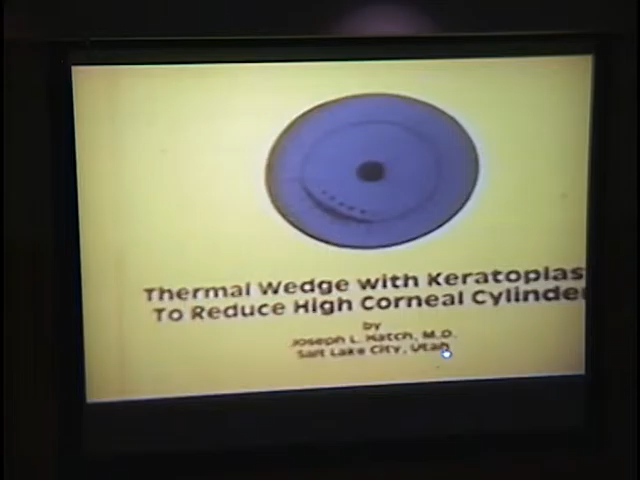 Thermal Wedge with Keratoplas
To Reduce High Corneal Cylinder
by
Joseph L. Hatch, M.D.
Salt Lake City, Utah